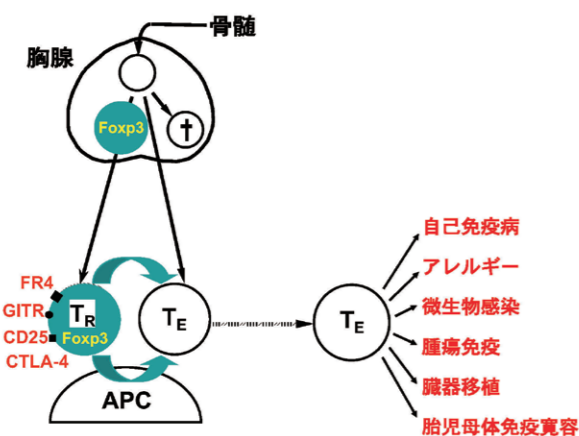 骨髄
胸腺
Foxp3
†
FR4
GITR
CD25
CTLA-4
TR
Foxp3
TE
APC
TE
自己免疫病
アレルギー
微生物感染
腫瘍免疫
臓器移植
胎児母体免疫寛容